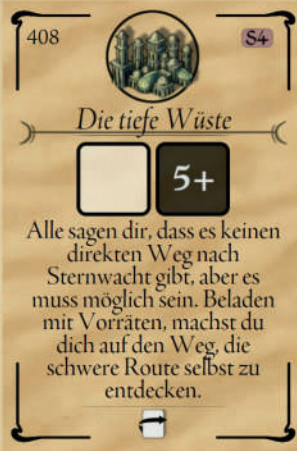 408
S4
Die tiefe Wüste
5+
Alle sagen dir, dass es keinen
direkten Weg nach
Sternwacht gibt, aber es
muss möglich sein. Beladen
mit Vorräten, machst du
dich auf den Weg, die
schwere Route selbst zu
entdecken.